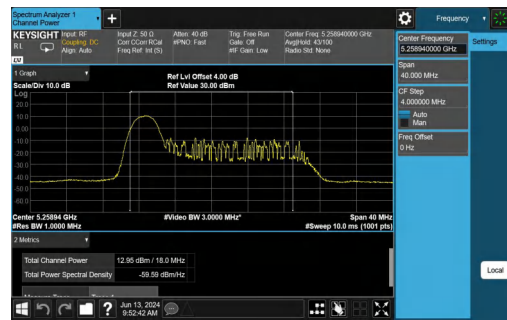 Spectrum Analyzer 1
Channel Power
+
Frequency
KEYSIGHT
RL
Input: RF
Coupling: DC
Align: Auto
Input Z: 50 Ω
Corr CCorr RCal
Freq Ref: Int (S)
Atten: 40 dB
#PNO: Fast
Trig: Free Run
Gate: Off
#IF Gain: Low
Center Freq: 5.258940000 GHz
Avg|Hold: 43/100
Radio Std: None
LV
1 Graph
Scale/Div 10.0 dB
Ref Lvl Offset 4.00 dB
Ref Value 30.00 dBm
Log
20.0
10.0
0.00
-10.0
-20.0
-30.0
-40.0
-50.0
-60.0
Center 5.25894 GHz
#Res BW 1.0000 MHz
#Video BW 3.0000 MHz*
Span 40 MHz
#Sweep 10.0 ms (1001 pts)
2 Metrics
Total Channel Power
12.95 dBm / 18.0 MHz
Total Power Spectral Density
-59.59 dBm/Hz
?
Jun 13, 2024
9:52:42 AM
Center Frequency
5.258940000 GHz
Span
40.000 MHz
CF Step
4.000000 MHz
Auto
Man
Freq Offset
0 Hz
Settings
Local